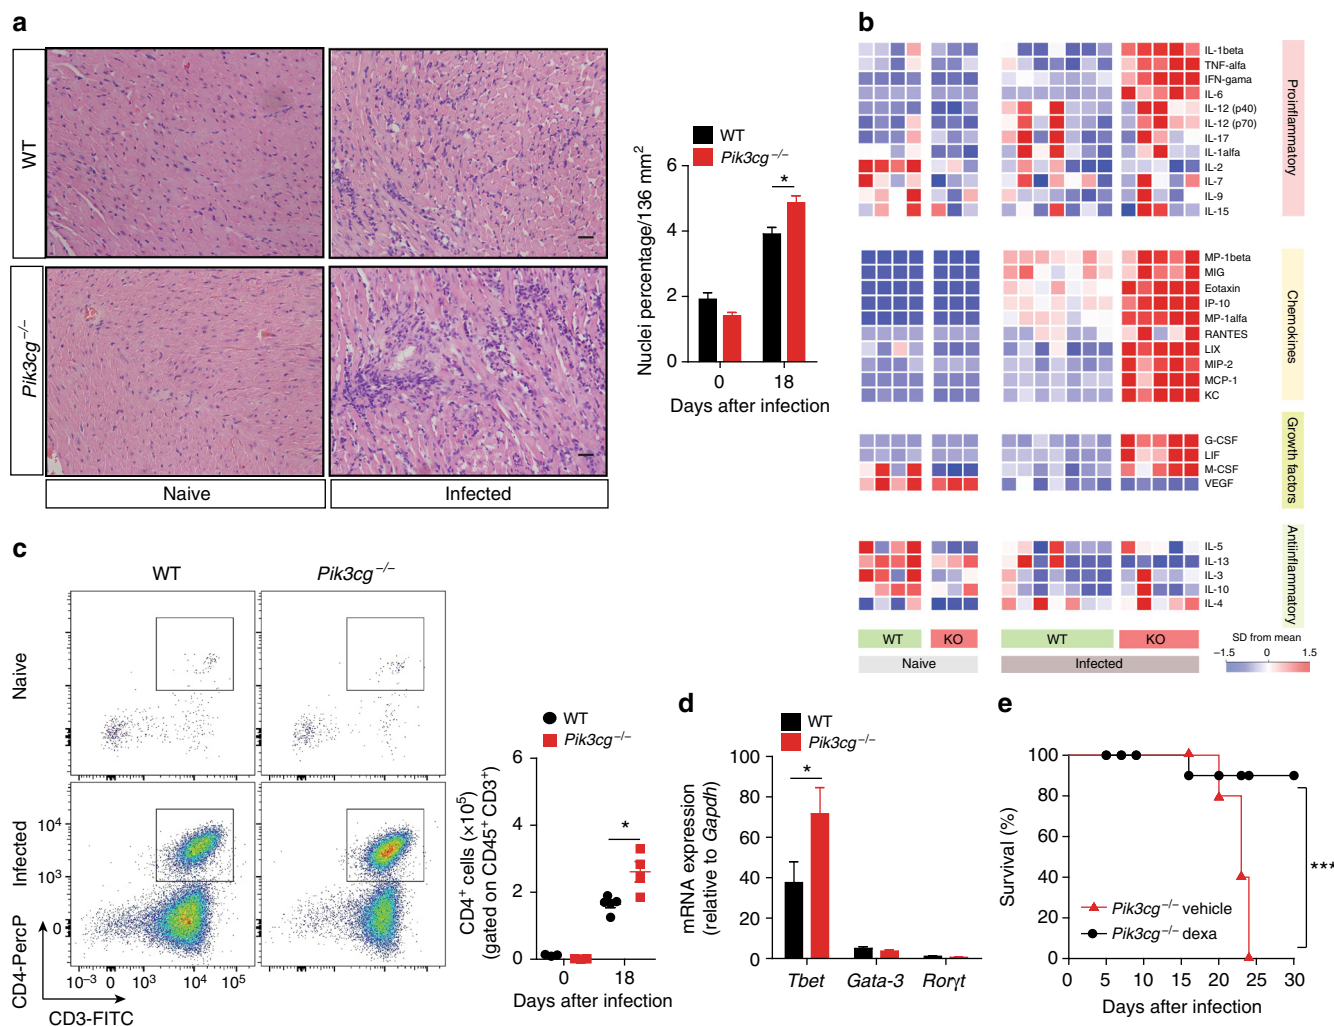 a
WT
Pik3cg−/−
Naive
Infected
WT
Pik3cg−/−
Nuclei percentage/136 mm2
6
4
2
0
*
0
18
Days after infection
b
IL-1beta
TNF-alfa
IFN-gama
IL-6
IL-12 (p40)
IL-12 (p70)
IL-17
IL-1alfa
IL-2
IL-7
IL-9
IL-15
Proinflammatory
MP-1beta
MIG
Eotaxin
IP-10
MP-1alfa
RANTES
LIX
MIP-2
MCP-1
KC
Chemokines
G-CSF
LIF
M-CSF
VEGF
Growth factors
IL-5
IL-13
IL-3
IL-10
IL-4
Antiinflammatory
WT
KO
WT
KO
Naive
Infected
SD from mean
−1.5
0
1.5
c
WT
Pik3cg−/−
Naive
Infected
10⁴
10³
0
CD4-PercP
10−3 0 10³ 10⁴ 10⁵
CD3-FITC
WT
Pik3cg−/−
CD4+ cells (×10⁵)
(gated on CD45+ CD3+)
6
4
2
0
*
0
18
Days after infection
d
WT
Pik3cg−/−
mRNA expression
(relative to Gapdh)
100
80
60
40
20
0
*
Tbet
Gata-3
Rorγt
e
Survival (%)
100
80
60
40
20
0
Pik3cg−/− vehicle
Pik3cg−/− dexa
***
0 5 10 15 20 25 30
Days after infection